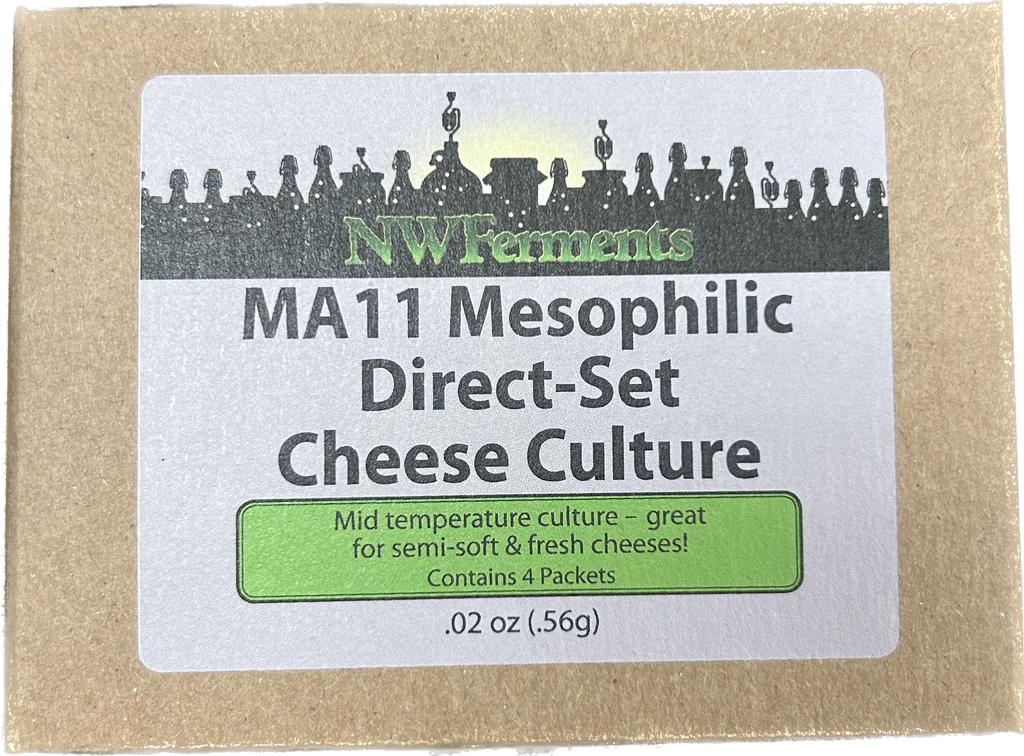 NWFerments
MA11 Mesophilic
Direct-Set
Cheese Culture
Mid temperature culture – great
for semi-soft & fresh cheeses!
Contains 4 Packets
.02 oz (.56g)